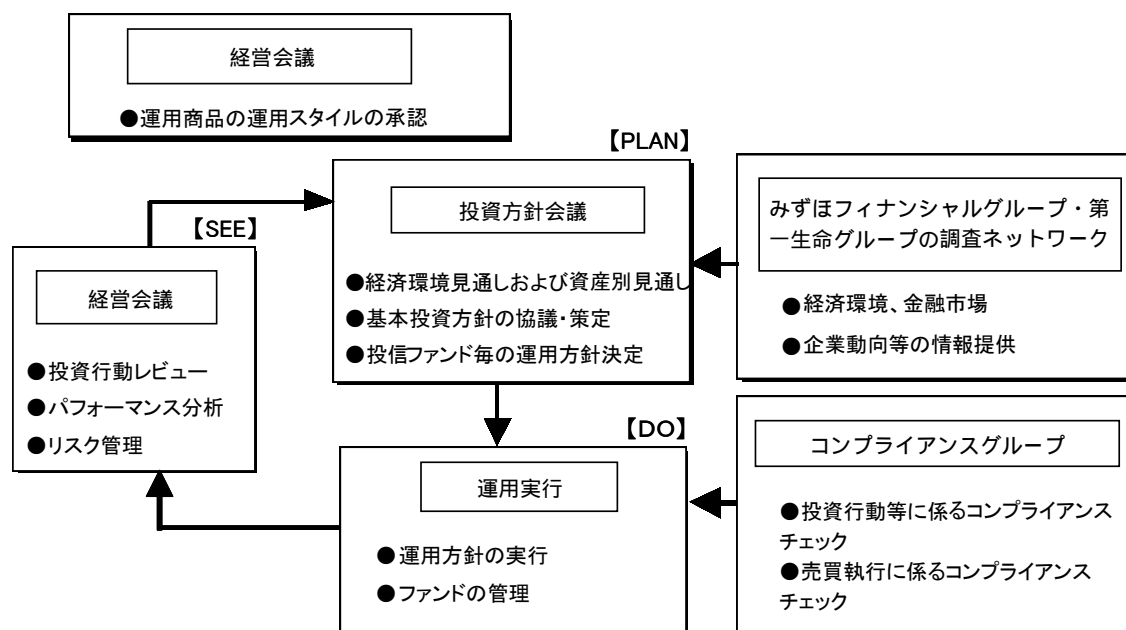 経営会議
●運用商品の運用スタイルの承認
【PLAN】
投資方針会議
●経済環境見通しおよび資産別見通し
●基本投資方針の協議・策定
●投信ファンド毎の運用方針決定
みずほフィナンシャルグループ・第
一生命グループの調査ネットワーク
●経済環境、金融市場
●企業動向等の情報提供
【SEE】
経営会議
●投資行動レビュー
●パフォーマンス分析
●リスク管理
【DO】
運用実行
●運用方針の実行
●ファンドの管理
コンプライアンスグループ
●投資行動等に係るコンプライアンス
チェック
●売買執行に係るコンプライアンス
チェック